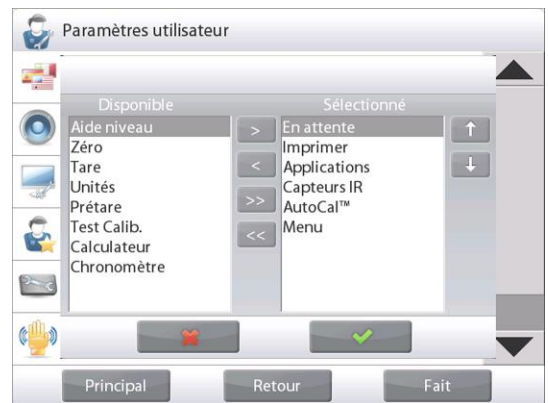 Paramètres utilisateur
Disponible
Sélectionné
Aide niveau
Zéro
Tare
Unités
Prétare
Test Calib.
Calculateur
Chronomètre
>
<
>>
<<
En attente
Imprimer
Applications
Capteurs IR
AutoCal™
Menu
↑
↓
Principal
Retour
Fait